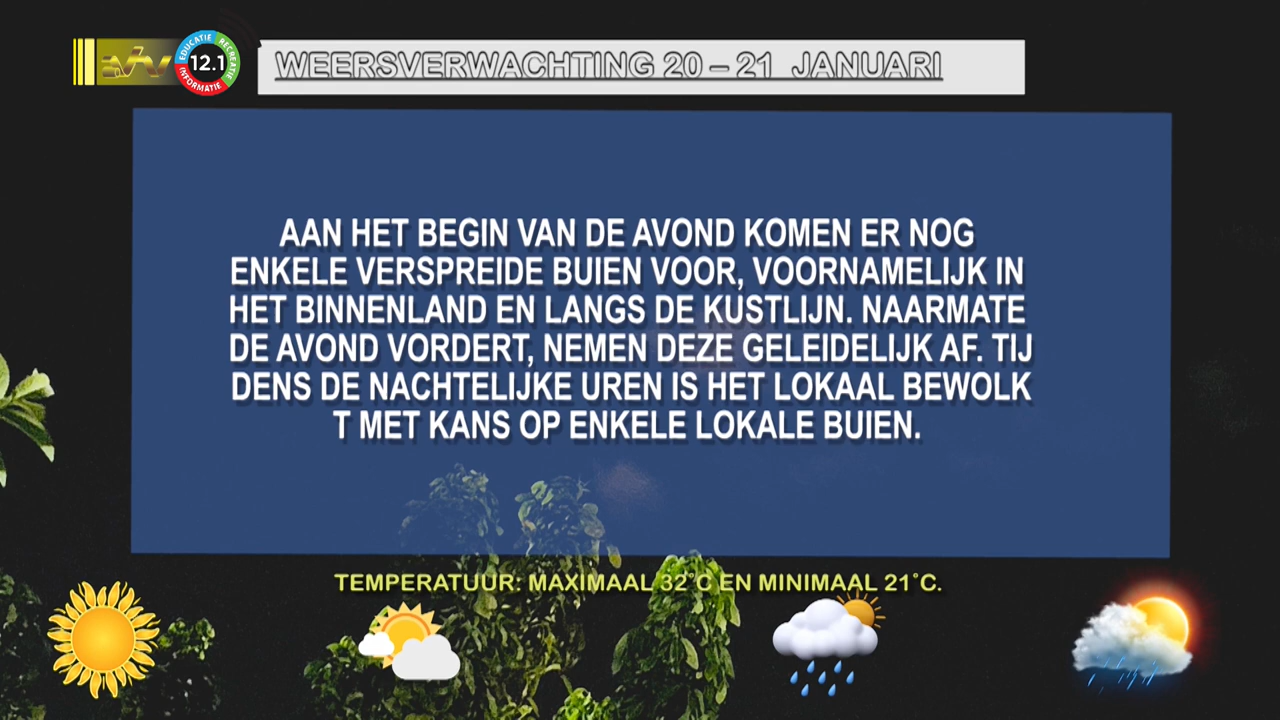 EDUCATIE RECREATIE INFORMATIE
12.1
WEERSVERWACHTING 20 – 21 JANUARI
AAN HET BEGIN VAN DE AVOND KOMEN ER NOG
ENKELE VERSPREIDE BUIEN VOOR, VOORNAMELIJK IN
HET BINNENLAND EN LANGS DE KUSTLIJN. NAARMATE
DE AVOND VORDERT, NEMEN DEZE GELEIDELIJK AF. TIJ
DENS DE NACHTELIJKE UREN IS HET LOKAAL BEWOLK
T MET KANS OP ENKELE LOKALE BUIEN.
TEMPERATUUR: MAXIMAAL 32°C EN MINIMAAL 21°C.